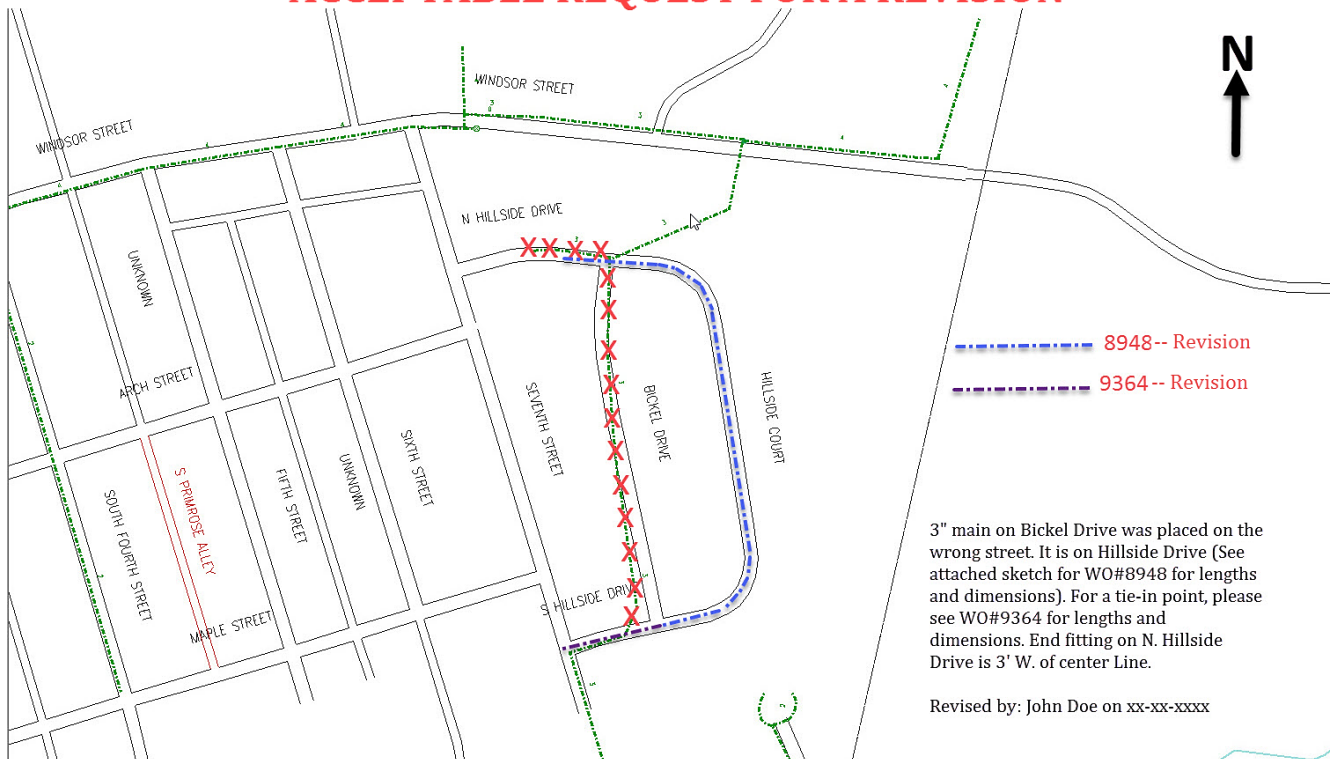 ACCEPTABLE REQUEST FOR A REVISION
N
WINDSOR STREET
WINDSOR STREET
N HILLSIDE DRIVE
UNKNOWN
ARCH STREET
8948-- Revision
9364-- Revision
SEVENTH STREET
BICKEL DRIVE
HILLSIDE COURT
SIXTH STREET
UNKNOWN
FIFTH STREET
S PRIMROSE ALLEY
SOUTH FOURTH STREET
S HILLSIDE DRIVE
MAPLE STREET
3" main on Bickel Drive was placed on the
wrong street. It is on Hillside Drive (See
attached sketch for WO#8948 for lengths
and dimensions). For a tie-in point, please
see WO#9364 for lengths and
dimensions. End fitting on N. Hillside
Drive is 3' W. of center Line.
Revised by: John Doe on xx-xx-xxxx